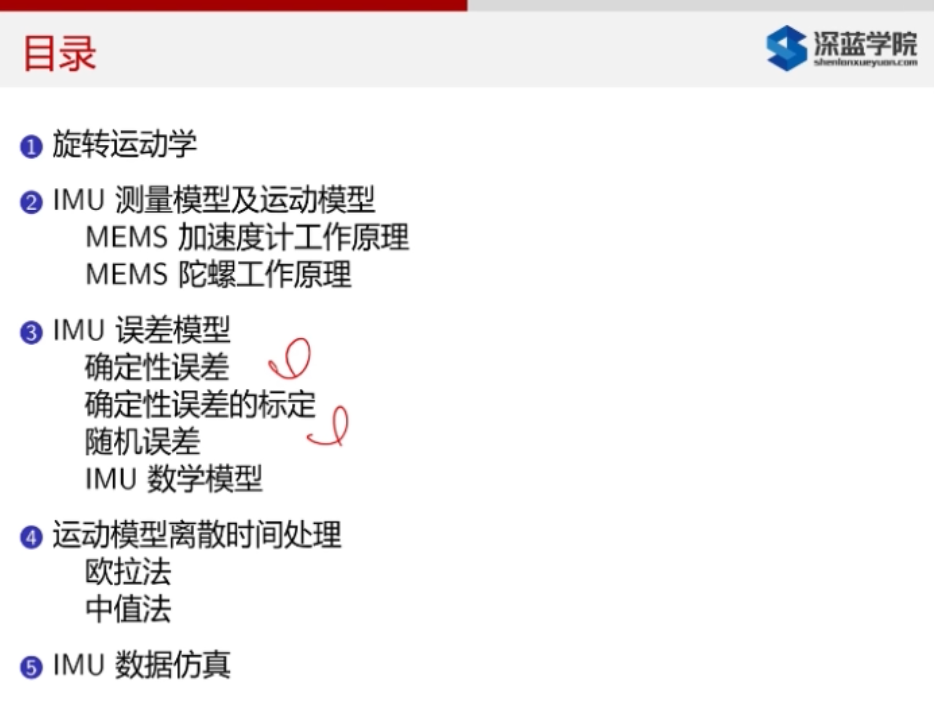 目录
深蓝学院
shenlanxueyuan.com
1 旋转运动学
2 IMU 测量模型及运动模型
MEMS 加速度计工作原理
MEMS 陀螺工作原理
3 IMU 误差模型
确定性误差
确定性误差的标定
随机误差
IMU 数学模型
4 运动模型离散时间处理
欧拉法
中值法
5 IMU 数据仿真